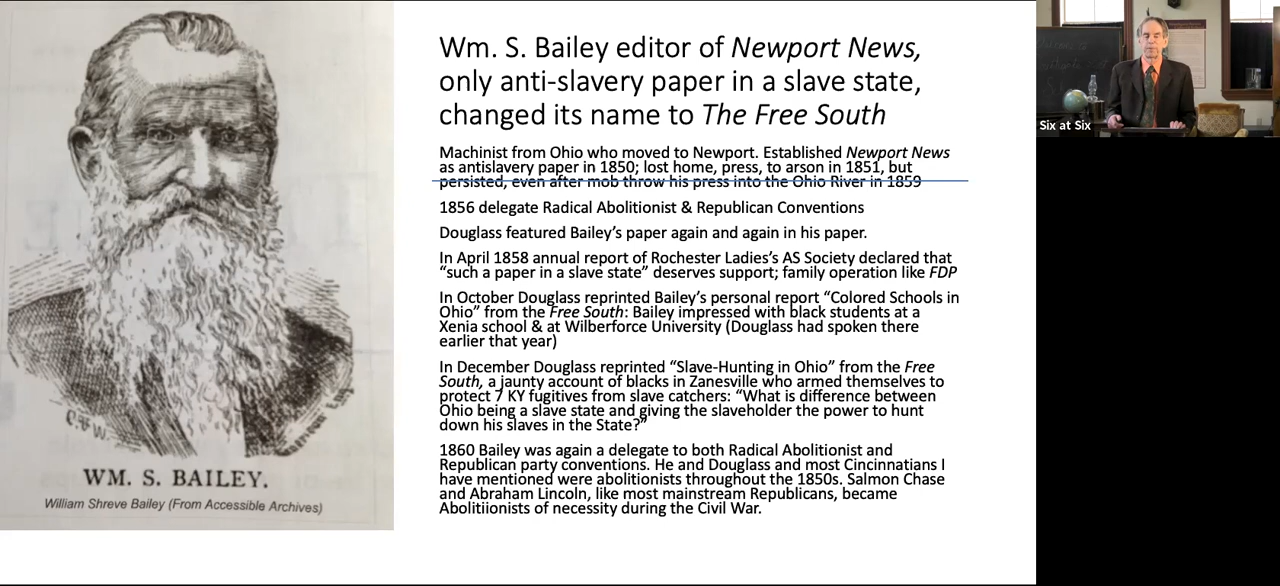 Wm. S. Bailey editor of Newport News,
only anti-slavery paper in a slave state,
changed its name to The Free South
Machinist from Ohio who moved to Newport. Established Newport News
as antislavery paper in 1850; lost home, press, to arson in 1851, but
persisted, even after mob throw his press into the Ohio River in 1859
1856 delegate Radical Abolitionist & Republican Conventions
Douglass featured Bailey's paper again and again in his paper.
In April 1858 annual report of Rochester Ladies's AS Society declared that
“such a paper in a slave state” deserves support; family operation like FDP
In October Douglass reprinted Bailey's personal report “Colored Schools in
Ohio” from the Free South: Bailey impressed with black students at a
Xenia school & at Wilberforce University (Douglass had spoken there
earlier that year)
In December Douglass reprinted “Slave-Hunting in Ohio” from the Free
South, a jaunty account of blacks in Zanesville who armed themselves to
protect 7 KY fugitives from slave catchers: “What is difference between
Ohio being a slave state and giving the slaveholder the power to hunt
down his slaves in the State?”
1860 Bailey was again a delegate to both Radical Abolitionist and
Republican party conventions. He and Douglass and most Cincinnatians I
have mentioned were abolitionists throughout the 1850s. Salmon Chase
and Abraham Lincoln, like most mainstream Republicans, became
Abolitiionists of necessity during the Civil War.
WM. S. BAILEY.
William Shreve Bailey (From Accessible Archives)
Six at Six